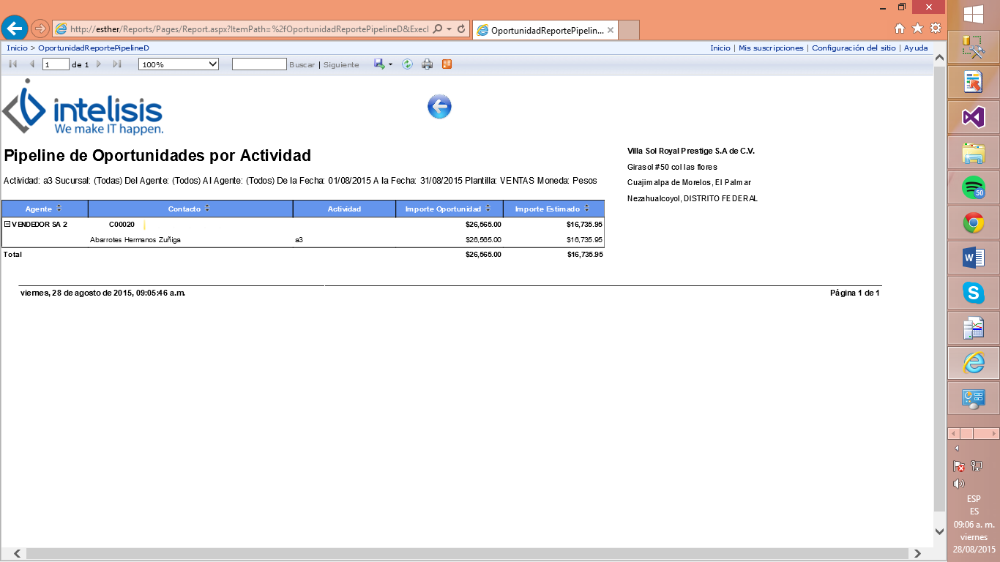 http://esther/Reports/Pages/Report.aspx?ItemPath=%2fOportunidadReportePipelineD&Execl
OportunidadReportePipelin...
Inicio > OportunidadReportePipelineD
Inicio | Mis suscripciones | Configuración del sitio | Ayuda
1 de 1 100% Buscar | Siguiente
intelisis
We make IT happen.
Pipeline de Oportunidades por Actividad
Villa Sol Royal Prestige S.A de C.V.
Girasol #50 col las flores
Actividad: a3 Sucursal: (Todas) Del Agente: (Todos) Al Agente: (Todos) De la Fecha: 01/08/2015 A la Fecha: 31/08/2015 Plantilla: VENTAS Moneda: Pesos
Cuajimalpa de Morelos, El Palmar
Nezahualcoyol, DISTRITO FEDERAL
Agente Contacto Actividad Importe Oportunidad Importe Estimado
VENDEDOR SA 2 C00020 $26,565.00 $16,735.95
Abarrotes Hermanos Zuñiga a3 $26,565.00 $16,735.95
Total $26,565.00 $16,735.95
viernes, 28 de agosto de 2015, 09:05:46 a.m. Página 1 de 1
50
W
S
ESP
ES
09:06 a. m.
viernes
28/08/2015